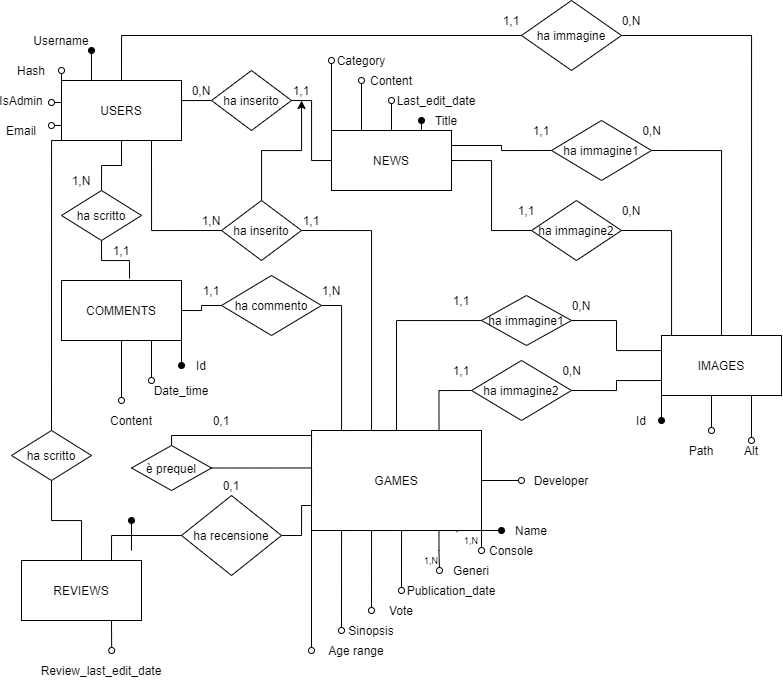 1,1
0,N
ha immagine
Username
Category
Hash
Content
IsAdmin
USERS
0,N
ha inserito
1,1
Last_edit_date
Email
Title
1,1
0,N
NEWS
ha immagine1
1,N
ha scritto
1,N
ha inserito
1,1
1,1
0,N
ha immagine2
1,1
COMMENTS
1,1
ha commento
1,N
1,1
0,N
ha immagine1
Id
Date_time
Content
1,1
0,N
ha immagine2
IMAGES
Id
Path
Alt
0,1
ha scritto
è prequel
GAMES
Developer
0,1
ha recensione
Name
1,N
Console
1,N
Generi
REVIEWS
Publication_date
Vote
Sinopsis
Age range
Review_last_edit_date